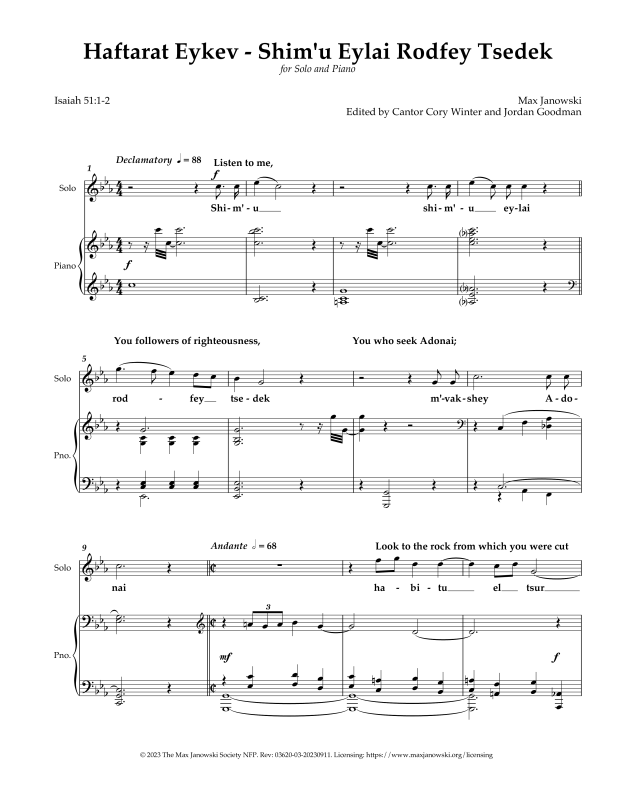 Haftarat Eykev - Shim'u Eylai Rodfey Tsedek
for Solo and Piano
Isaiah 51:1-2
Max Janowski
Edited by Cantor Cory Winter and Jordan Goodman
1
Declamatory ♩ = 88 Listen to me,
f
Solo
Shi - m' - u shi - m' - u ey-lai
Piano
f
You followers of righteousness, You who seek Adonai;
5
Solo
rod - fey tse - dek m'-vak-shey A - do-
Pno.
9
Andante 𝅗𝅥 = 68 Look to the rock from which you were cut
Solo
nai ha - bi - tu el tsur
3
Pno.
mf f
© 2023 The Max Janowski Society NFP. Rev: 03620-03-20230911. Licensing: https://www.maxjanowski.org/licensing